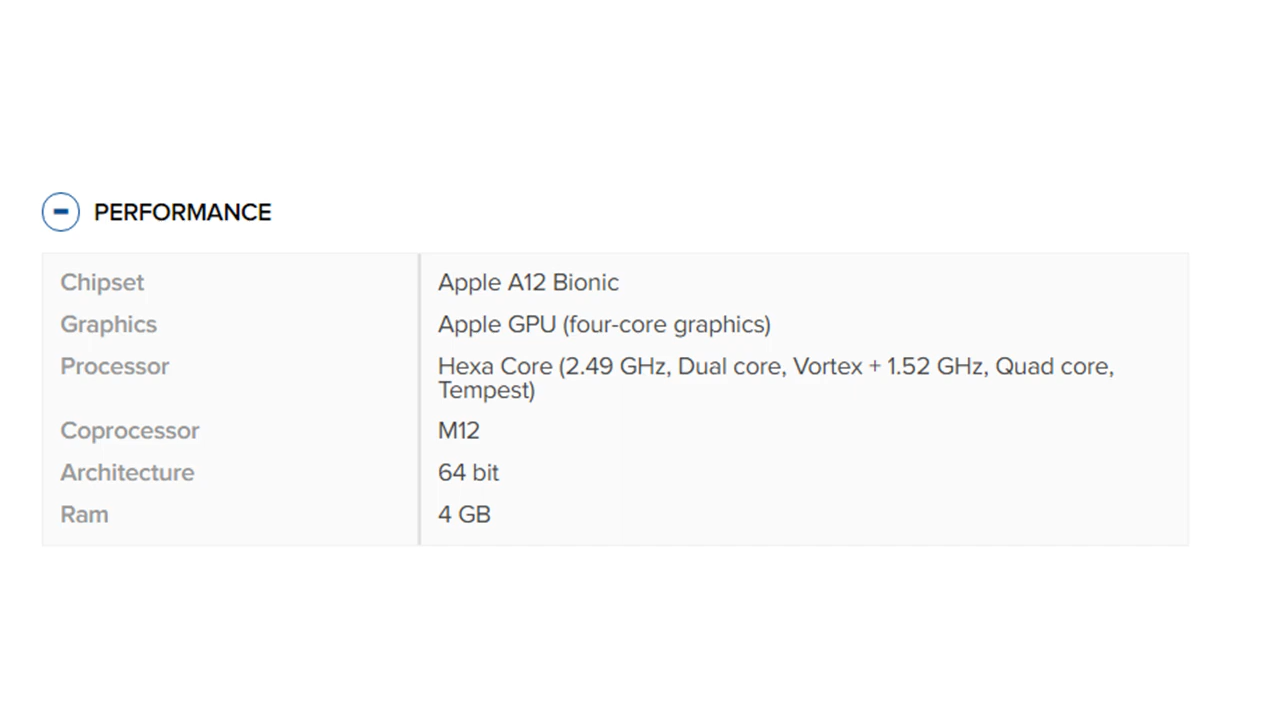 PERFORMANCE
Chipset Apple A12 Bionic
Graphics Apple GPU (four-core graphics)
Processor Hexa Core (2.49 GHz, Dual core, Vortex + 1.52 GHz, Quad core,
Tempest)
Coprocessor M12
Architecture 64 bit
Ram 4 GB